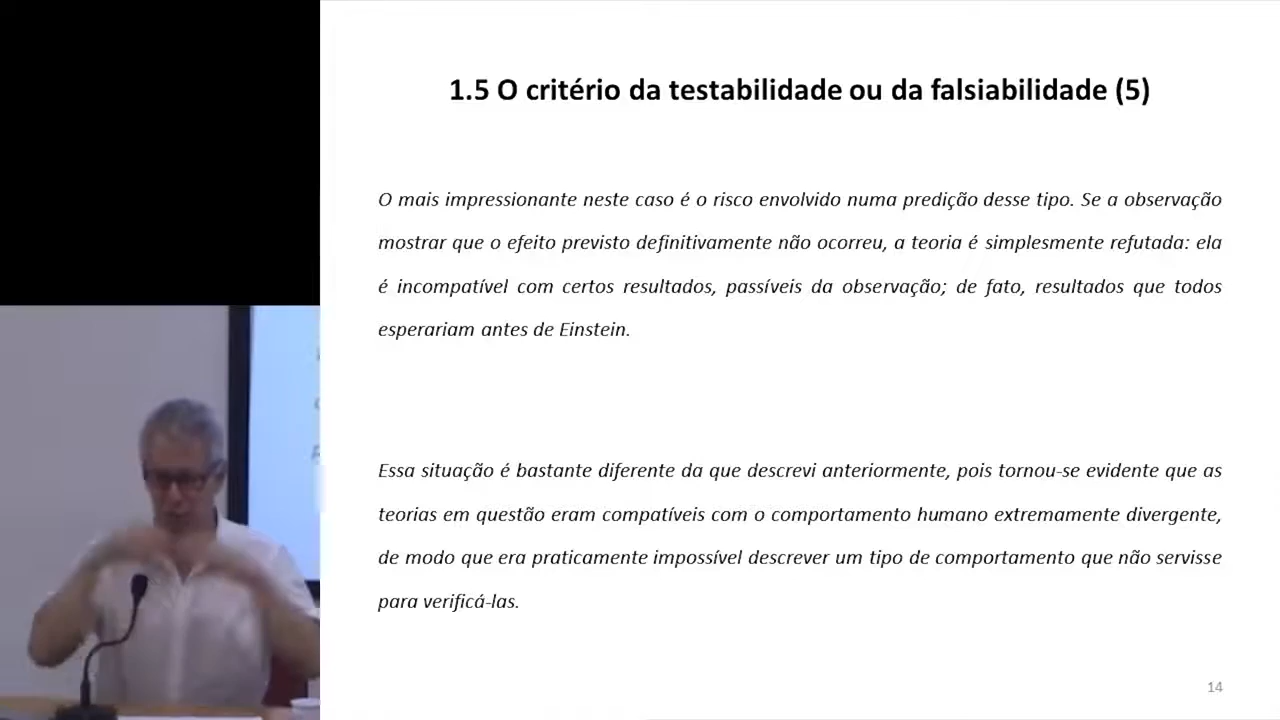 1.5 O critério da testabilidade ou da falsiabilidade (5)
O mais impressionante neste caso é o risco envolvido numa predição desse tipo. Se a observação
mostrar que o efeito previsto definitivamente não ocorreu, a teoria é simplesmente refutada: ela
é incompatível com certos resultados, passíveis da observação; de fato, resultados que todos
esperariam antes de Einstein.
Essa situação é bastante diferente da que descrevi anteriormente, pois tornou-se evidente que as
teorias em questão eram compatíveis com o comportamento humano extremamente divergente,
de modo que era praticamente impossível descrever um tipo de comportamento que não servisse
para verificá-las.
14